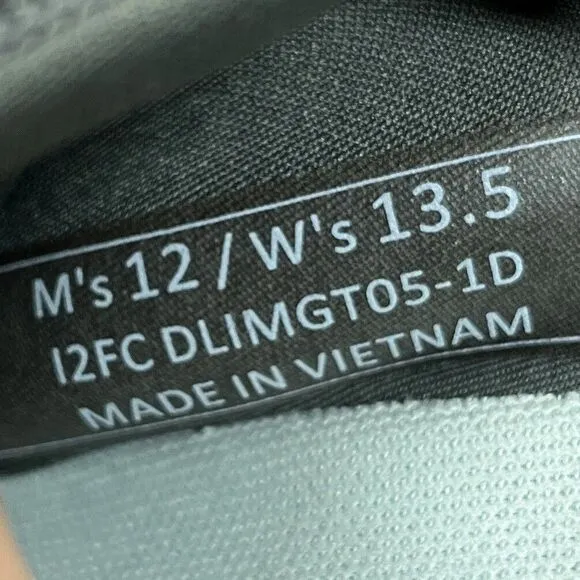 M's 12 / W's 13.5
I2FC DLIMGT05-1D
MADE IN VIETNAM